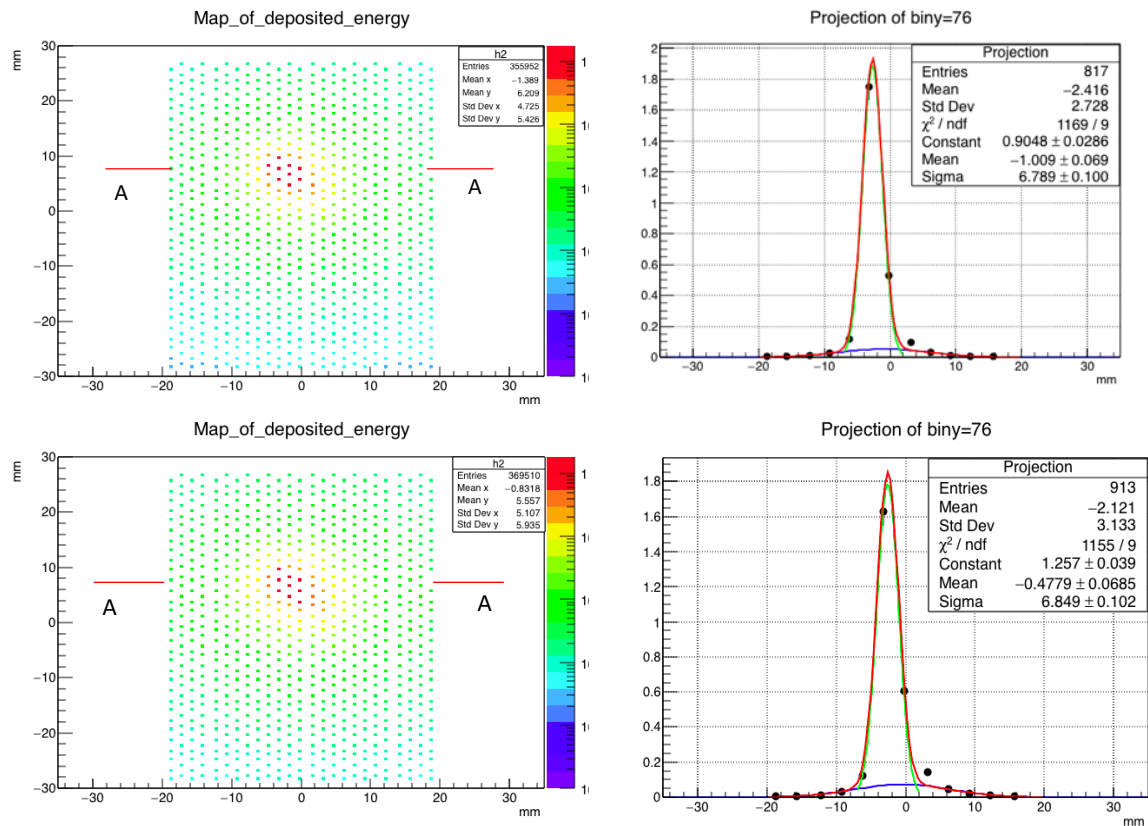 Map_of_deposited_energy
mm
30
20
10
0
−10
−20
−30
−30 −20 −10 0 10 20 30
mm
A A
h2
Entries 355952
Mean x −1.389
Mean y 6.209
Std Dev x 4.725
Std Dev y 5.426
Projection of biny=76
2
1.8
1.6
1.4
1.2
1
0.8
0.6
0.4
0.2
0
−30 −20 −10 0 10 20 30
mm
Projection
Entries 817
Mean −2.416
Std Dev 2.728
χ² / ndf 1169 / 9
Constant 0.9048 ± 0.0286
Mean −1.009 ± 0.069
Sigma 6.789 ± 0.100
Map_of_deposited_energy
mm
30
20
10
0
−10
−20
−30
−30 −20 −10 0 10 20 30
mm
A A
h2
Entries 369510
Mean x −0.8318
Mean y 5.557
Std Dev x 5.107
Std Dev y 5.935
Projection of biny=76
1.8
1.6
1.4
1.2
1
0.8
0.6
0.4
0.2
0
−30 −20 −10 0 10 20 30
mm
Projection
Entries 913
Mean −2.121
Std Dev 3.133
χ² / ndf 1155 / 9
Constant 1.257 ± 0.039
Mean −0.4779 ± 0.0685
Sigma 6.849 ± 0.102